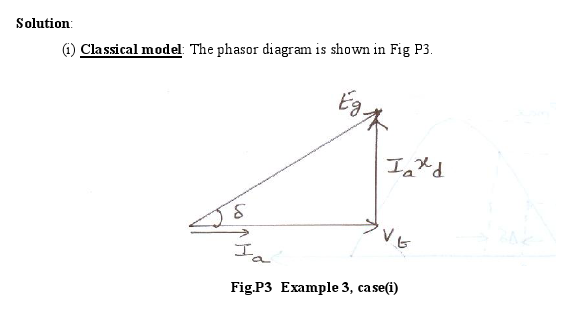 Solution:
(i) Classical model: The phasor diagram is shown in Fig P3.
Eg
Iaxd
δ
Vt
Ia
Fig.P3 Example 3, case(i)